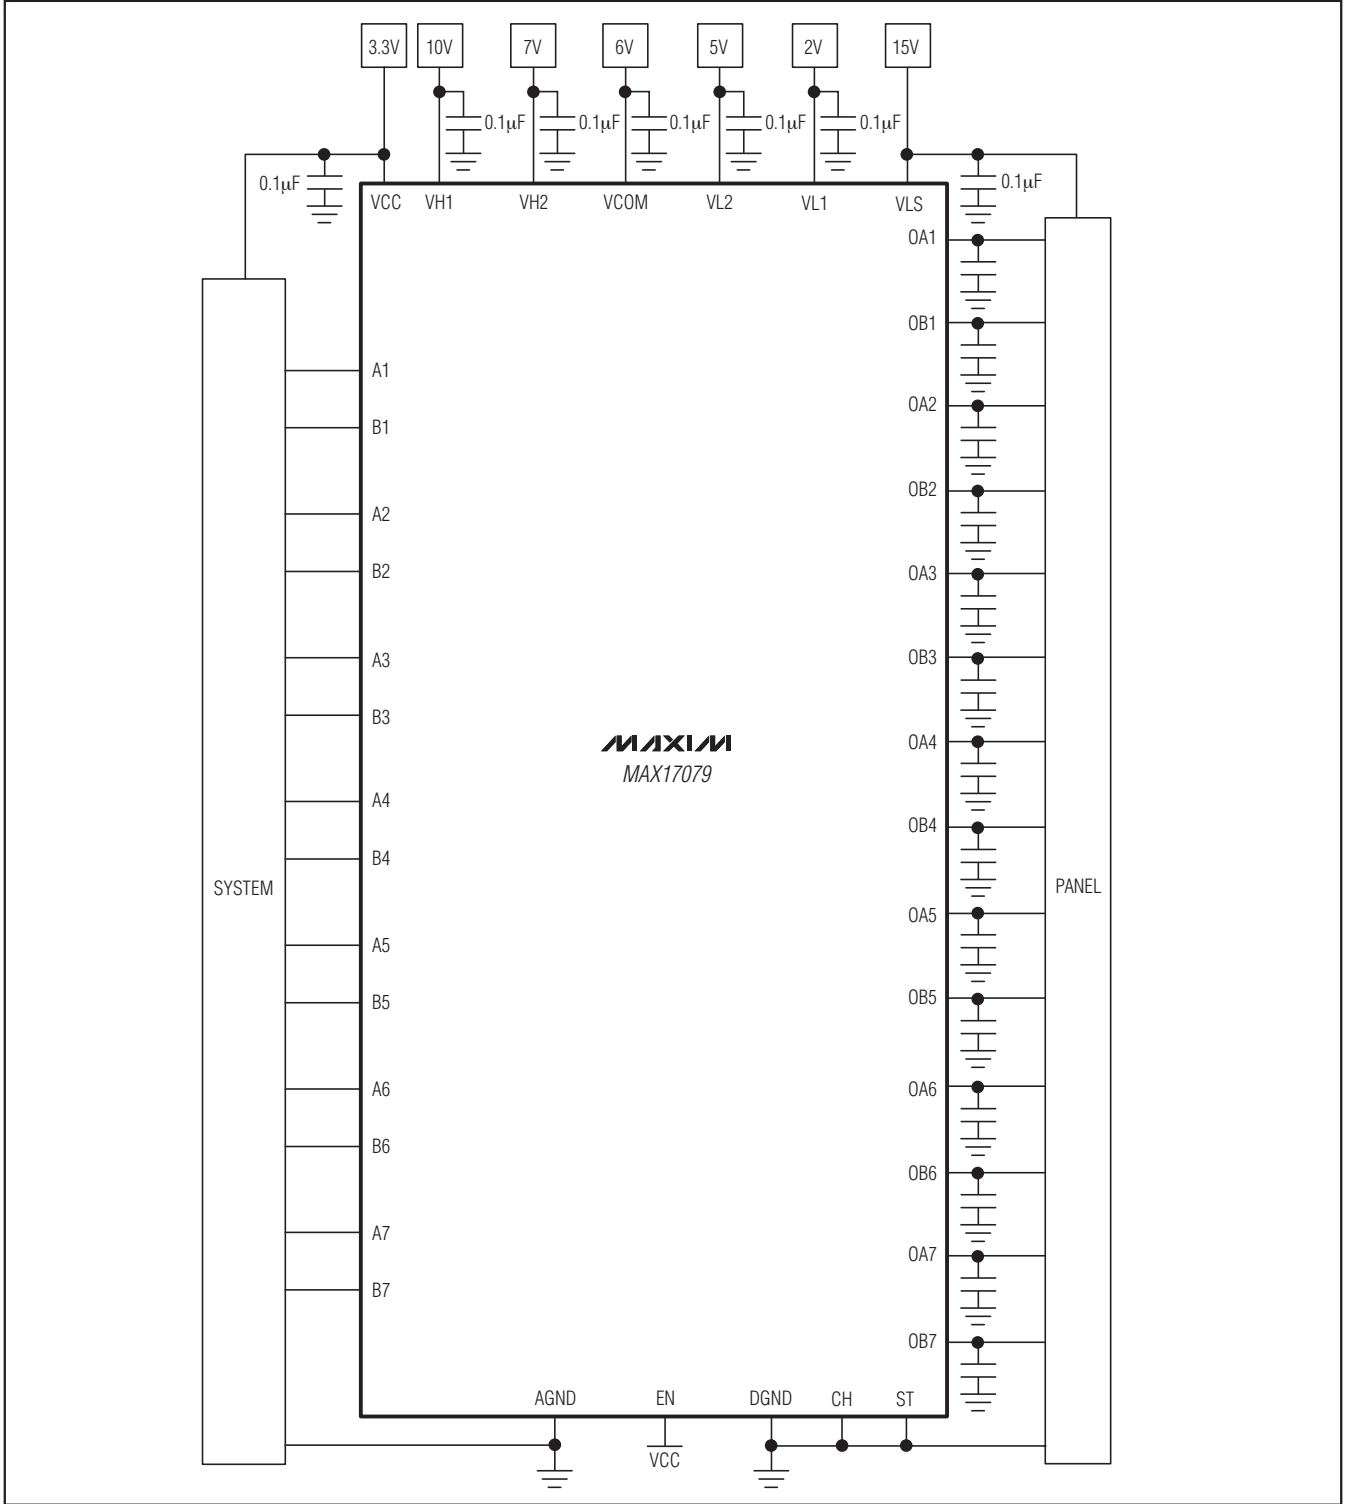 3.3V 10V 7V 6V 5V 2V 15V
0.1µF 0.1µF 0.1µF 0.1µF 0.1µF
0.1µF 0.1µF
VCC VH1 VH2 VCOM VL2 VL1 VLS
OA1
OB1
A1
OA2
B1
OB2
A2
B2
OA3
A3
OB3
B3
OA4
MAXIM
MAX17079
A4
OB4
B4
SYSTEM
PANEL
OA5
A5
B5
OB5
A6
OA6
B6
OB6
A7
OA7
B7
OB7
AGND EN DGND CH ST
VCC